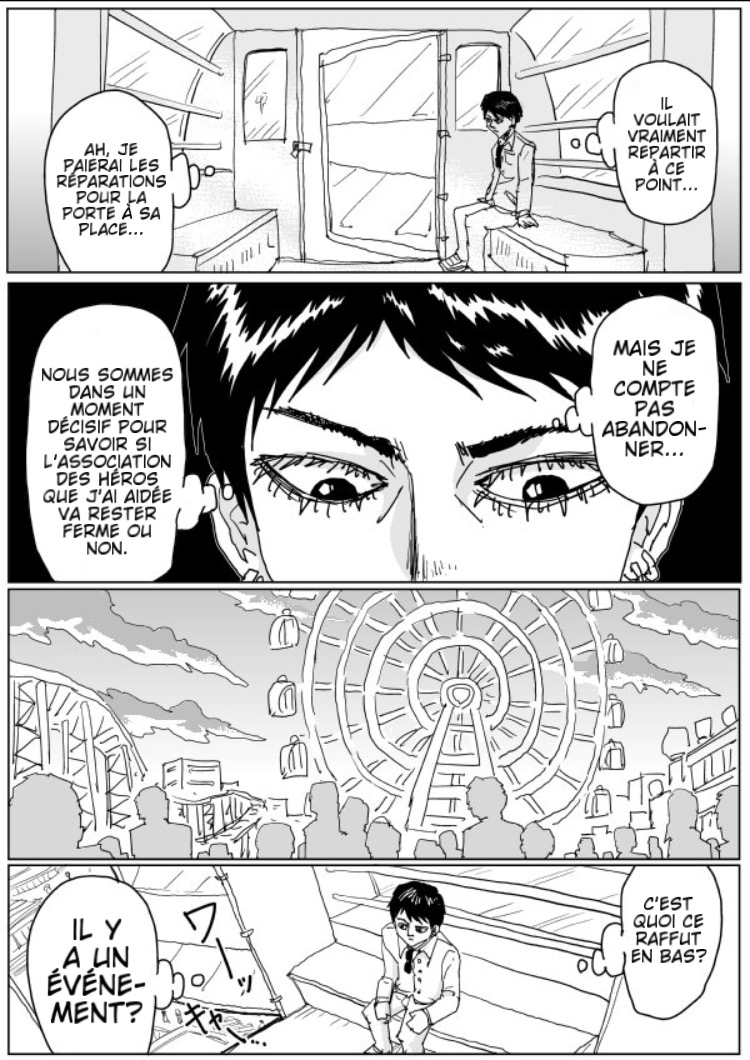 IL
VOULAIT
VRAIMENT
REPARTIR
À CE
POINT...
AH, JE
PAIERAI LES
RÉPARATIONS
POUR LA
PORTE À SA
PLACE...
MAIS JE
NE
COMPTE
PAS
ABANDON-
NER...
NOUS SOMMES
DANS UN
MOMENT
DÉCISIF POUR
SAVOIR SI
L'ASSOCIATION
DES HÉROS
QUE J'AI AIDÉE
VA RESTER
FERME OU
NON.
C'EST
QUOI CE
RAFFUT
EN BAS?
ワーッ
キャー...
IL Y
A UN
ÉVÉNE-
MENT?